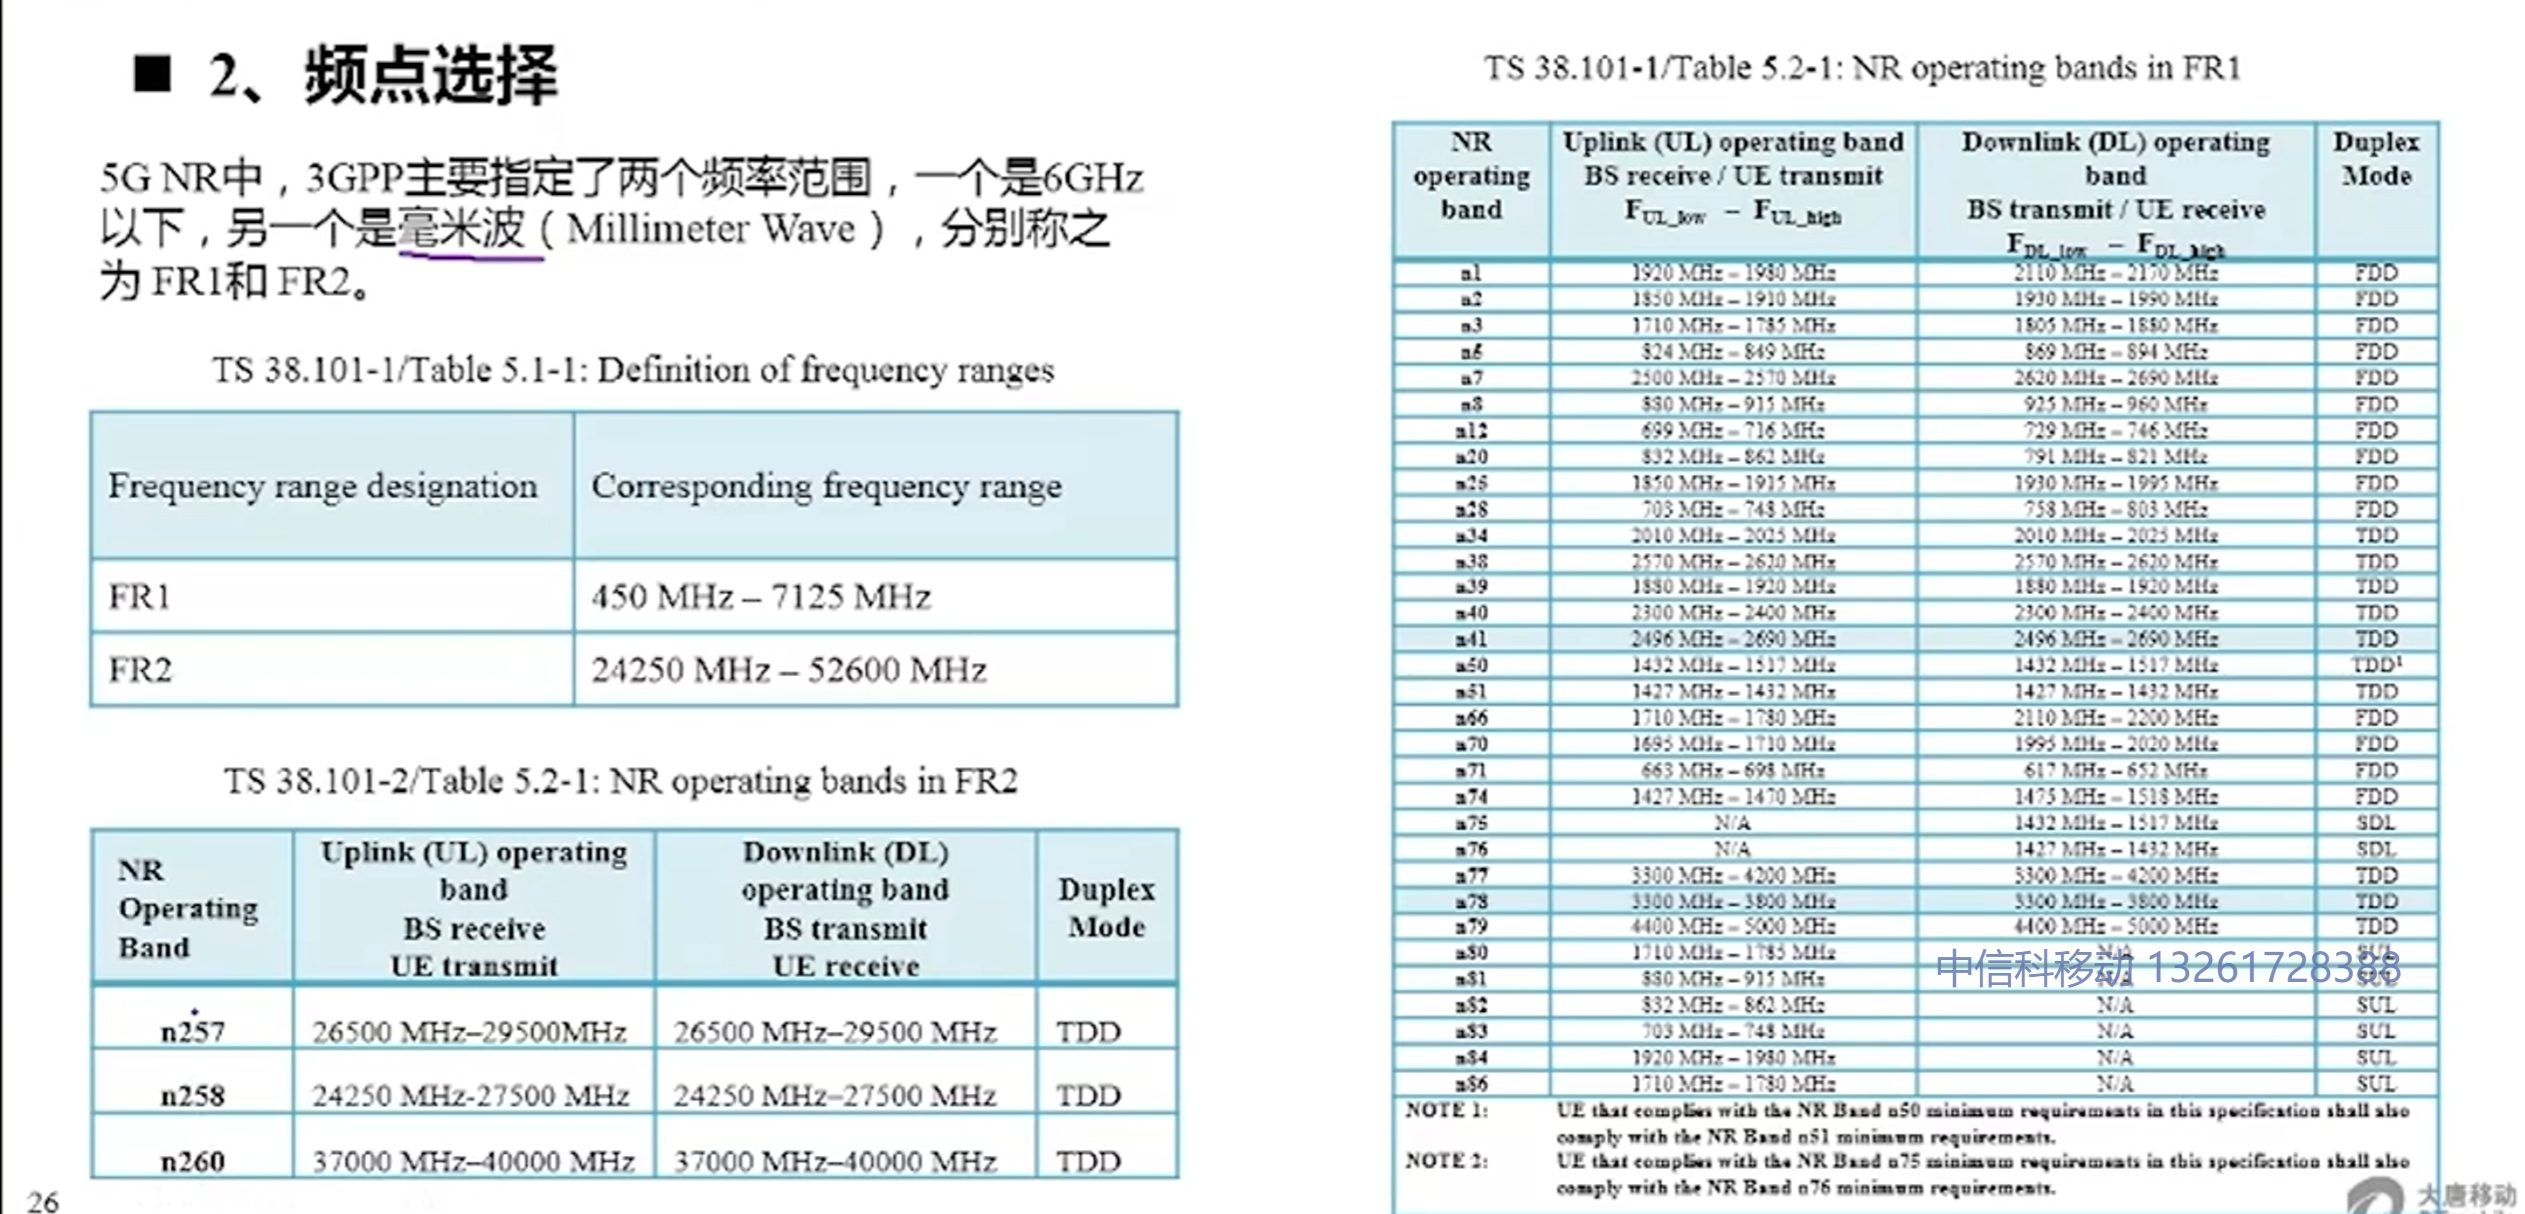 ■ 2、频点选择
5G NR中，3GPP主要指定了两个频率范围，一个是6GHz
以下，另一个是毫米波（Millimeter Wave），分别称之
为 FR1和 FR2。
TS 38.101-1/Table 5.1-1: Definition of frequency ranges
Frequency range designation Corresponding frequency range
FR1 450 MHz – 7125 MHz
FR2 24250 MHz – 52600 MHz
TS 38.101-2/Table 5.2-1: NR operating bands in FR2
NR Operating Band
Uplink (UL) operating band
BS receive
UE transmit
Downlink (DL) operating band
BS transmit
UE receive
Duplex Mode
n257 26500 MHz–29500MHz 26500 MHz–29500 MHz TDD
n258 24250 MHz-27500 MHz 24250 MHz–27500 MHz TDD
n260 37000 MHz–40000 MHz 37000 MHz–40000 MHz TDD
26
TS 38.101-1/Table 5.2-1: NR operating bands in FR1
NR operating band
Uplink (UL) operating band
BS receive / UE transmit
FUL_low – FUL_high
Downlink (DL) operating band
BS transmit / UE receive
FDL_low – FDL_high
Duplex Mode
n1 1920 MHz – 1980 MHz 2110 MHz – 2170 MHz FDD
n2 1850 MHz – 1910 MHz 1930 MHz – 1990 MHz FDD
n3 1710 MHz – 1785 MHz 1805 MHz – 1880 MHz FDD
824 MHz – 849 MHz 869 MHz – 894 MHz FDD
n7 2500 MHz – 2570 MHz 2620 MHz – 2690 MHz FDD
n8 880 MHz – 915 MHz 925 MHz – 960 MHz FDD
n12 699 MHz – 716 MHz 729 MHz – 746 MHz FDD
n20 832 MHz – 862 MHz 791 MHz – 821 MHz FDD
n25 1850 MHz – 1915 MHz 1930 MHz – 1995 MHz FDD
n28 703 MHz – 748 MHz 758 MHz – 803 MHz FDD
n34 2010 MHz – 2025 MHz 2010 MHz – 2025 MHz TDD
n38 2570 MHz – 2620 MHz 2570 MHz – 2620 MHz TDD
n39 1880 MHz – 1920 MHz 1880 MHz – 1920 MHz TDD
n40 2300 MHz – 2400 MHz 2300 MHz – 2400 MHz TDD
n41 2496 MHz – 2690 MHz 2496 MHz – 2690 MHz TDD
n50 1432 MHz – 1517 MHz 1432 MHz – 1517 MHz TDD¹
n51 1427 MHz – 1432 MHz 1427 MHz – 1432 MHz TDD
n66 1710 MHz – 1780 MHz 2110 MHz – 2200 MHz FDD
n70 1695 MHz – 1710 MHz 1995 MHz – 2020 MHz FDD
n71 663 MHz – 698 MHz 617 MHz – 652 MHz FDD
n74 1427 MHz – 1470 MHz 1475 MHz – 1518 MHz FDD
n75 N/A 1432 MHz – 1517 MHz SDL
n76 N/A 1427 MHz – 1432 MHz SDL
n77 3300 MHz – 4200 MHz 3300 MHz – 4200 MHz TDD
n78 3300 MHz – 3800 MHz 3300 MHz – 3800 MHz TDD
n79 4400 MHz – 5000 MHz 4400 MHz – 5000 MHz TDD
n80 1710 MHz – 1785 MHz N/A SUL
n81 880 MHz – 915 MHz N/A SUL
中信科移动 13261728388
n82 832 MHz – 862 MHz N/A SUL
n83 703 MHz – 748 MHz N/A SUL
n84 1920 MHz – 1980 MHz N/A SUL
n86 1710 MHz – 1780 MHz N/A SUL
NOTE 1: UE that complies with the NR Band n50 minimum requirements in this specification shall also
comply with the NR Band n51 minimum requirements.
NOTE 2: UE that complies with the NR Band n75 minimum requirements in this specification shall also
comply with the NR Band n76 minimum requirements.
大唐移动